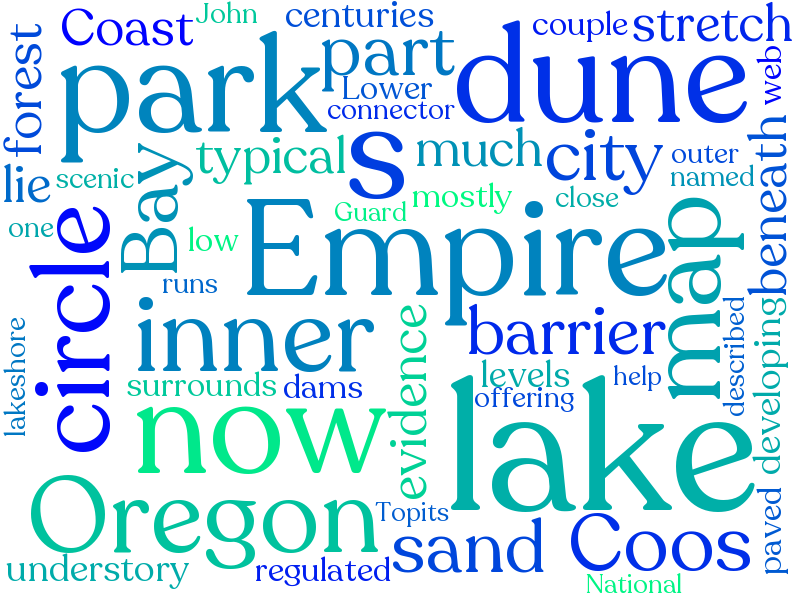 John
centuries
Coast
couple
stretch
part
park
dune
forest
Lower
web
connector
s
typical
much
city
outer
lie
scenic
Bay
mostly
close
named
beneath
one
low
Guard
Empire
map
circle
runs
inner
barrier
evidence
described
developing
lakeshore
surrounds
dams
levels
help
offering
now
lake
Oregon
Topits
sand
Coos
paved
understory
regulated
National